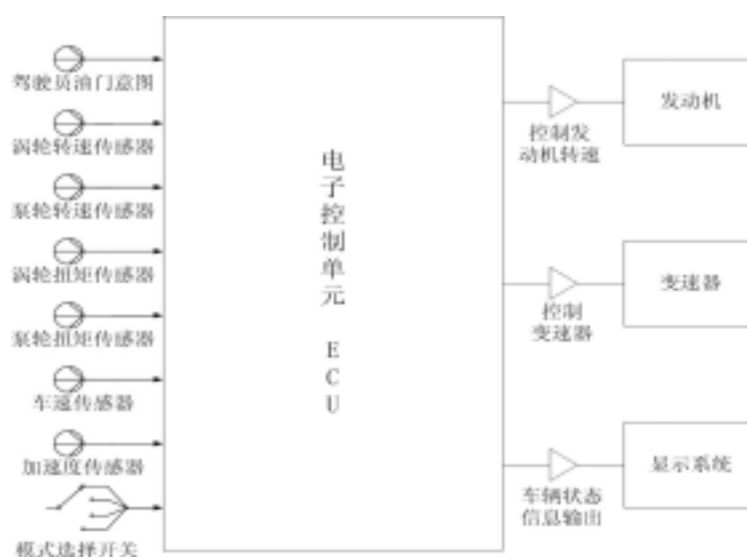 驾驶员油门意图
涡轮转速传感器
泵轮转速传感器
涡轮扭矩传感器
泵轮扭矩传感器
车速传感器
加速度传感器
模式选择开关
电子控制单元 ECU
控制发
动机转速
发动机
控制
变速器
变速器
车辆状态
信息输出
显示系统